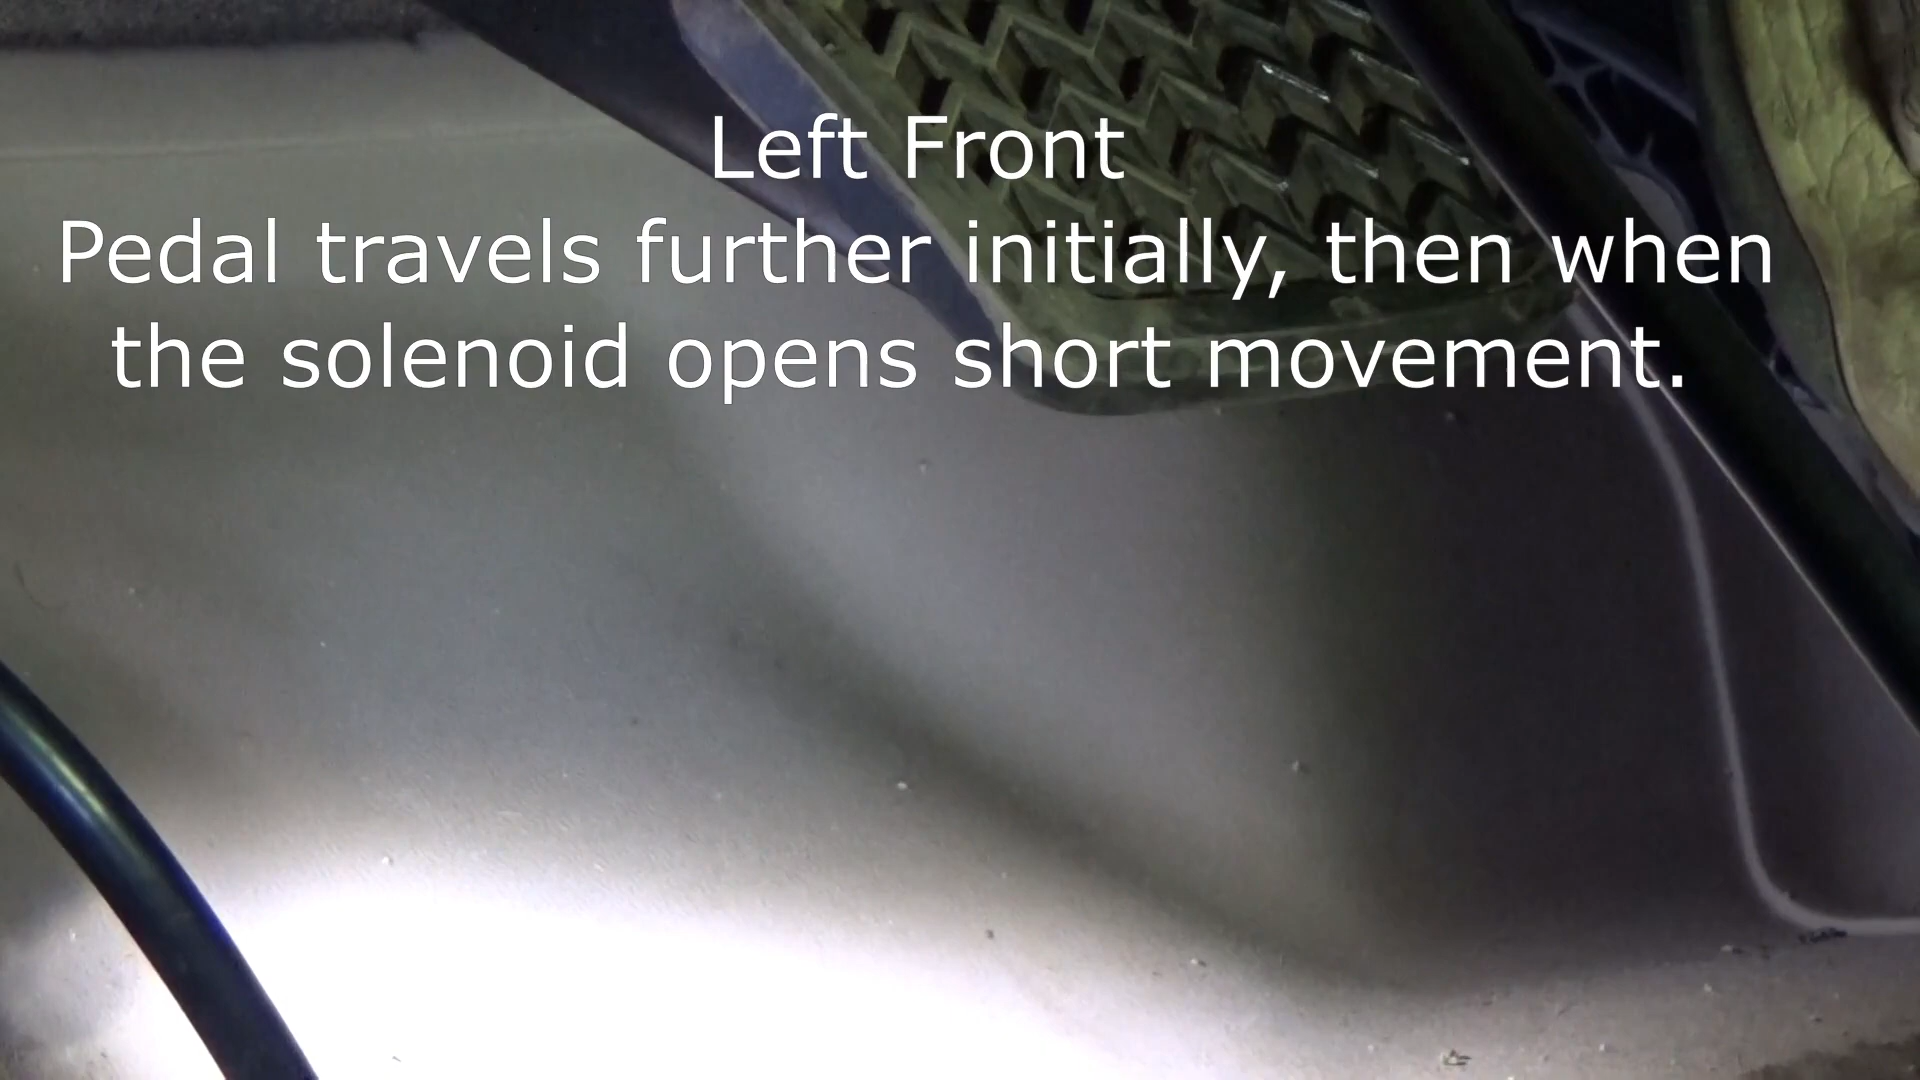 Left Front
Pedal travels further initially, then when
the solenoid opens short movement.